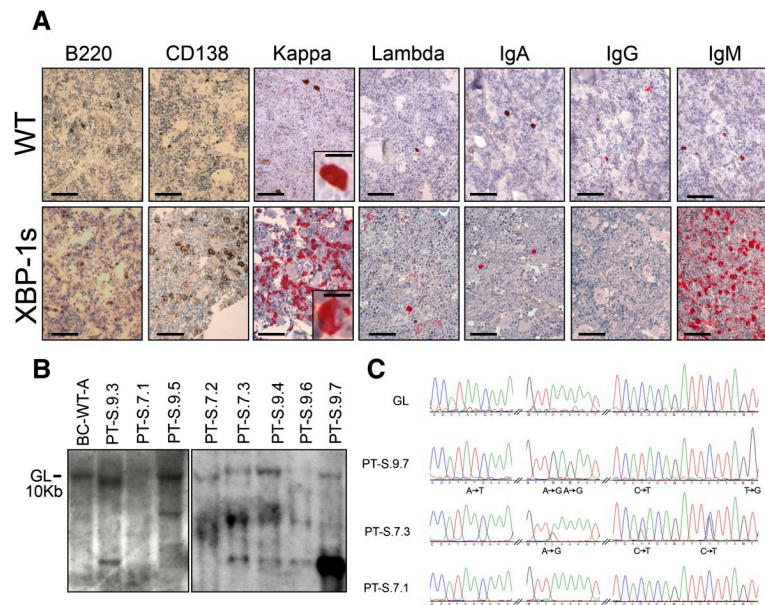 A
B220 CD138 Kappa Lambda IgA IgG IgM
WT
XBP-1s
B
BC-WT-A PT-S.9.3 PT-S.7.1 PT-S.9.5 PT-S.7.2 PT-S.7.3 PT-S.9.4 PT-S.9.6 PT-S.9.7
GL-
10Kb
C
GL
PT-S.9.7
A→T A→G A→G C→T T→G
PT-S.7.3
A→G C→T C→T
PT-S.7.1